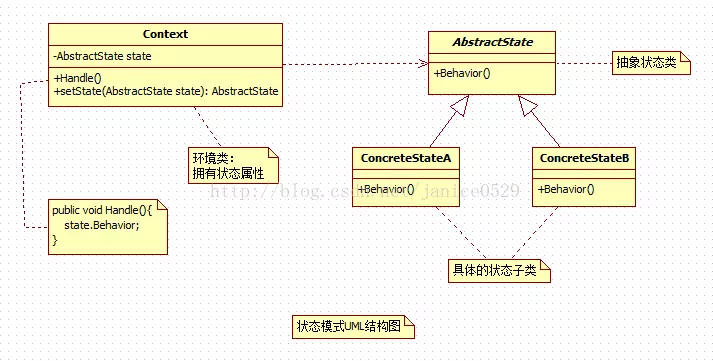 Context
-AbstractState state
+Handle()
+setState(AbstractState state): AbstractState
AbstractState
+Behavior()
抽象状态类
环境类：
拥有状态属性
ConcreteStateA
+Behavior()
ConcreteStateB
+Behavior()
http://blog.csdn.net/janice0529
public void Handle(){
state.Behavior;
}
具体的状态子类
状态模式UML结构图